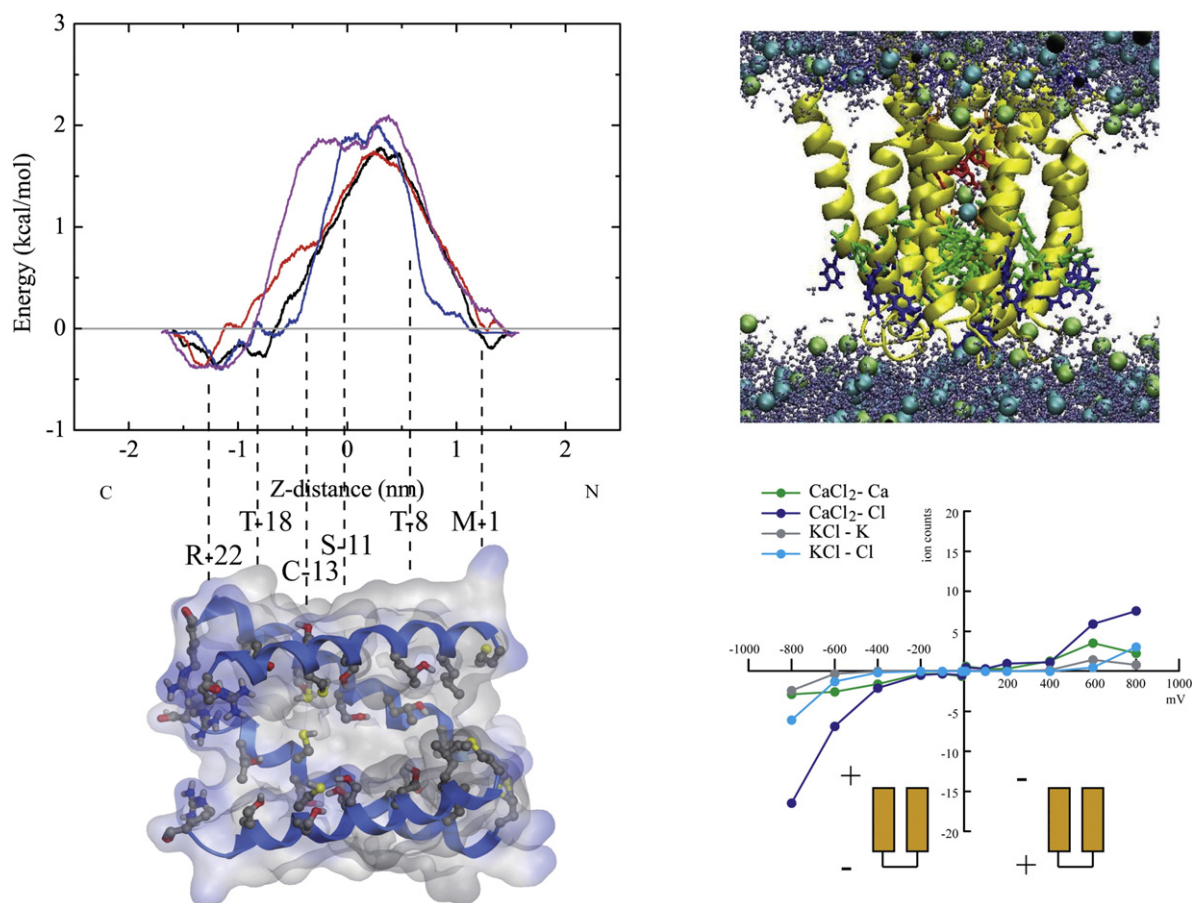 3
2
1
0
-1
Energy (kcal/mol)
-2 -1 0 1 2
C Z-distance (nm) N
T-18 T-8 M-1
S-11
R-22
C-13
CaCl₂- Ca
CaCl₂- Cl
KCl - K
KCl - Cl
ion counts
20
15
10
5
-5
-10
-15
-20
-1000 -800 -600 -400 -200 200 400 600 800 1000
mV
+ -
- +